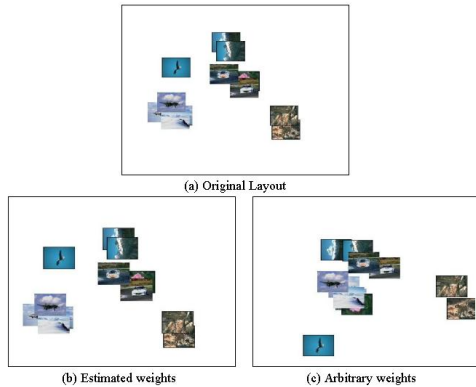 (a) Original Layout
(b) Estimated weights
(c) Arbitrary weights